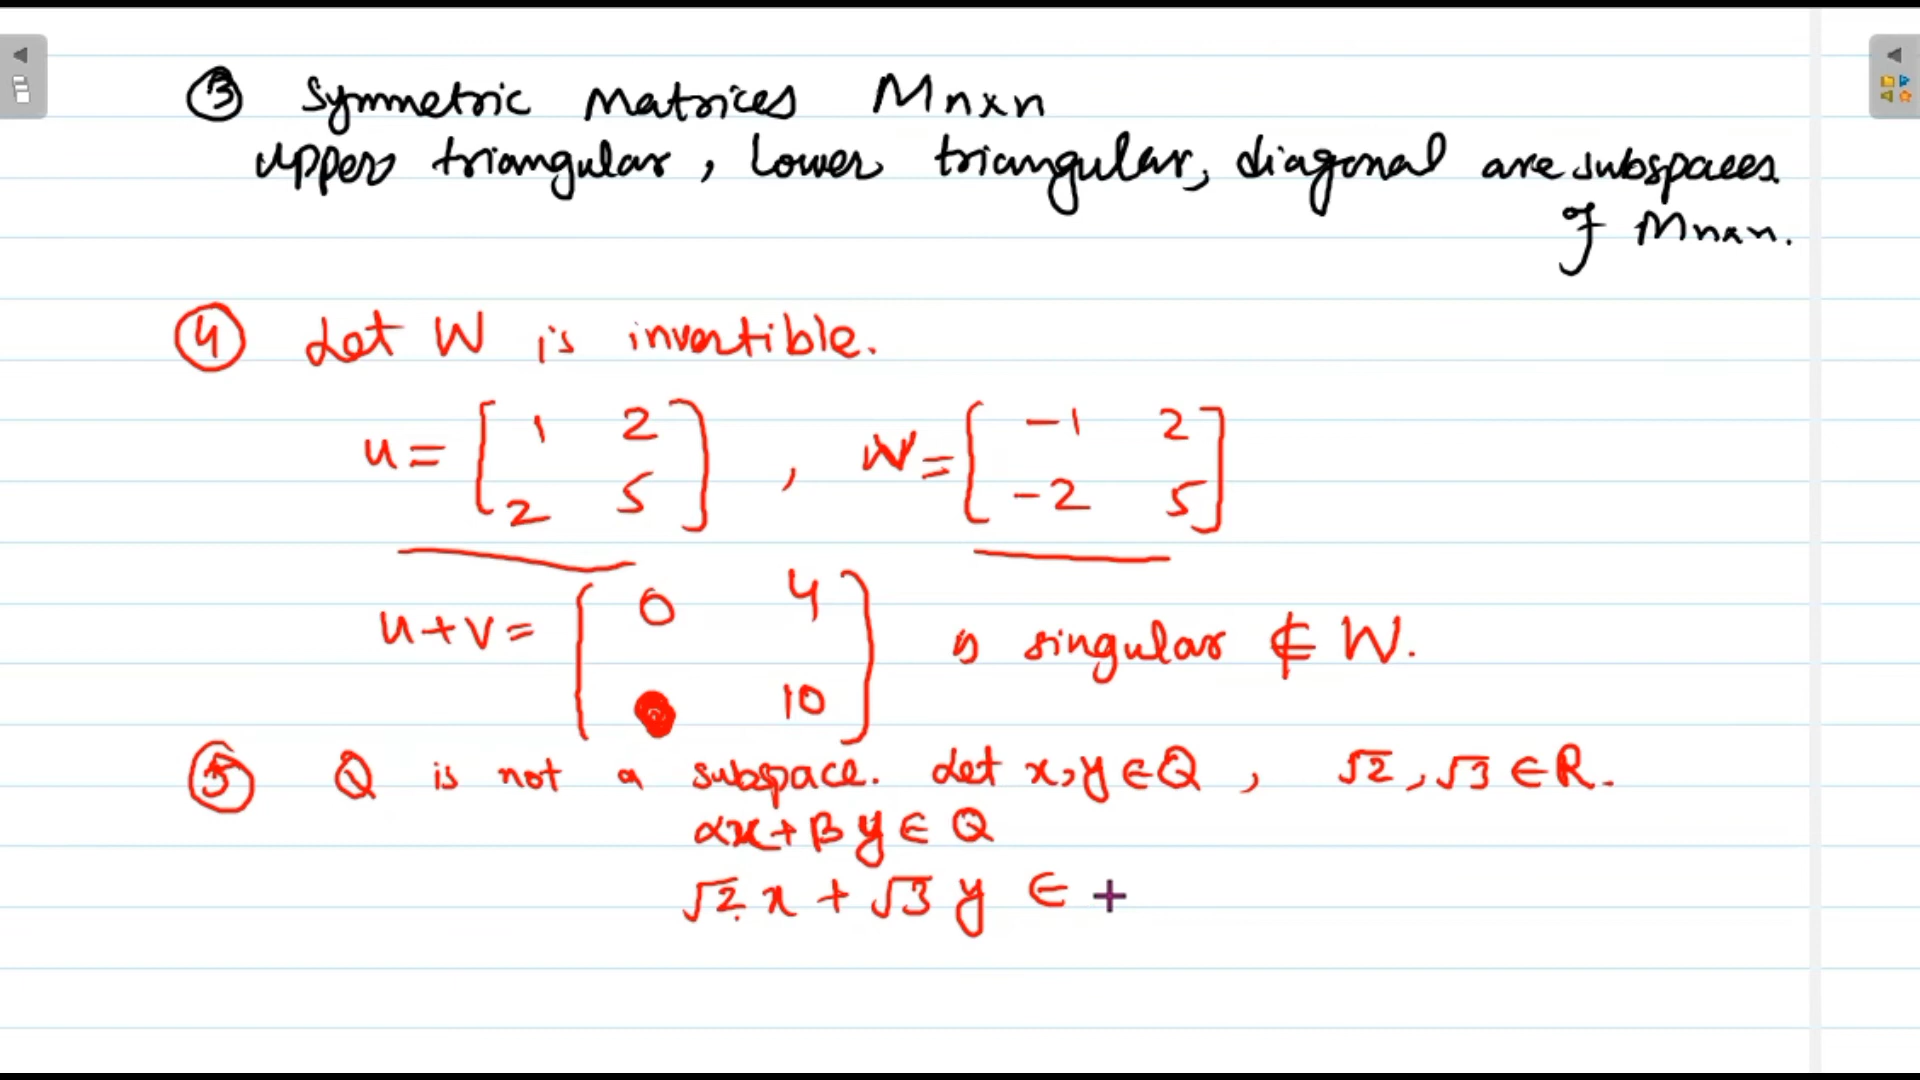 ③ Symmetric Matrices Mnxn
Upper triangular, Lower triangular, diagonal are subspaces
of Mnxn.
④ Let W is invertible.
u = [1 2; 2 5], W = [-1 2; -2 5]
u+v = [0 4; 0 10] is singular ∉ W.
⑤ Q is not a subspace. Let x,y ∈ Q, √2, √3 ∈ R.
αx + βy ∈ Q
√2 x + √3 y ∈